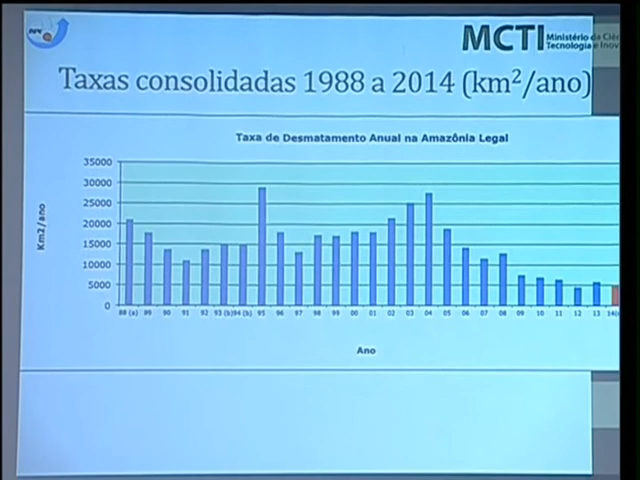 MCTI Ministério da
Tecnologia e Inov
Taxas consolidadas 1988 a 2014 (km²/ano)
Taxa de Desmatamento Anual na Amazônia Legal
Km2/ano
35000
30000
25000
20000
15000
10000
5000
0
88 (a) 89 90 91 92 93 (b) 94 (b) 95 96 97 98 99 00 01 02 03 04 05 06 07 08 09 10 11 12 13 14(
Ano